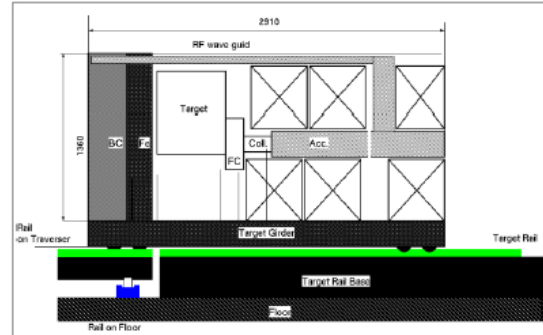 2910
RF wave guid
Target
1360
BC
Fe
Coll.
Acc.
FC
Rail
on Traverser
Target Girder
Target Rail
Target Rail Base
Floor
Rail on Floor